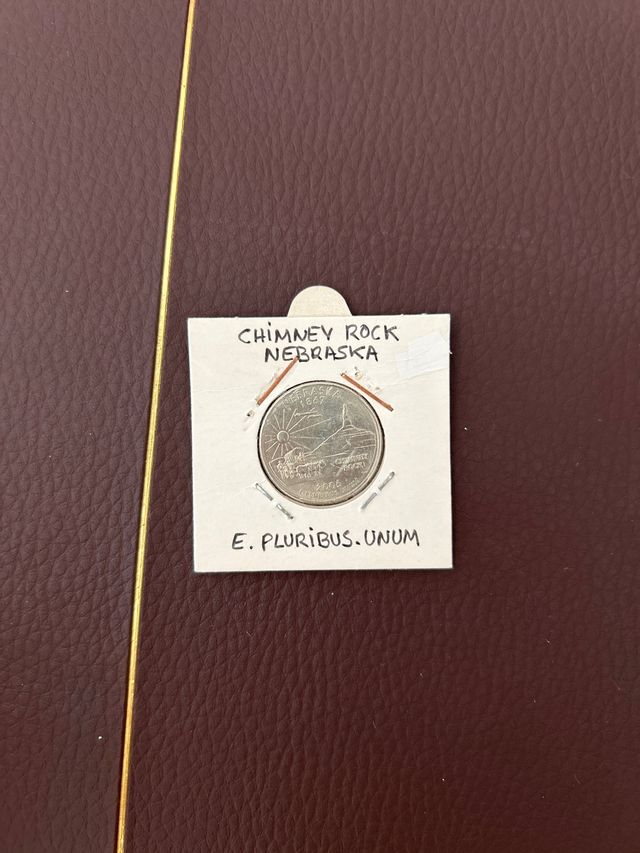 CHIMNEY ROCK
NEBRASKA
NEBRASKA
1867
CHIMNEY
ROCK
2006
E. PLURIBUS. UNUM